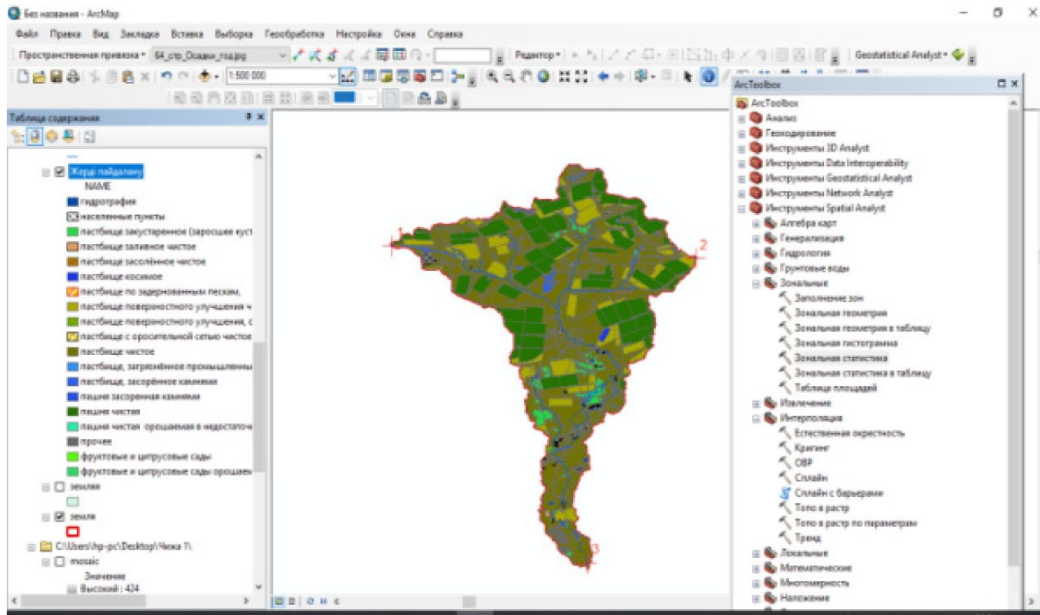 Без названия - ArcMap
Файл Правка Вид Закладка Вставка Выборка Геообработка Настройка Окна Справка
Пространственная привязка 64_стр_Осадки_год.jpg Редактор Geostatistical Analyst
1:500 000
Таблица содержания
Жерді пайдалану
NAME
гидрография
населенные пункты
пастбище закустаренное (заросшее куст
пастбище заливное чистое
пастбище засолённое чистое
пастбище косимое
пастбище по задернованным пескам,
пастбище поверхностного улучшения ч
пастбище поверхностного улучшения, с
пастбище с оросительной сетью чистое
пастбище чистое
пастбище, загрязнённое промышленны
пастбище, засорённое камнями
пашня засоренная камнями
пашня чистая
пашня чистая орошаемая в недостаточ
прочее
фруктовые и цитрусовые сады
фруктовые и цитрусовые сады орошаем
земляя
земля
C:\Users\hp-pc\Desktop\Чижа 1\
mosaic
Значение
Высокий : 424
1
2
3
ArcToolbox
ArcToolbox
Анализ
Геокодирование
Инструменты 3D Analyst
Инструменты Data Interoperability
Инструменты Geostatistical Analyst
Инструменты Network Analyst
Инструменты Spatial Analyst
Алгебра карт
Генерализация
Гидрология
Грунтовые воды
Зональные
Заполнение зон
Зональная геометрия
Зональная геометрия в таблицу
Зональная гистограмма
Зональная статистика
Зональная статистика в таблицу
Таблица площадей
Извлечение
Интерполяция
Естественная окрестность
Кригинг
ОВР
Сплайн
Сплайн с барьерами
Топо в растр
Топо в растр по параметрам
Тренд
Локальные
Математические
Многомерность
Наложение